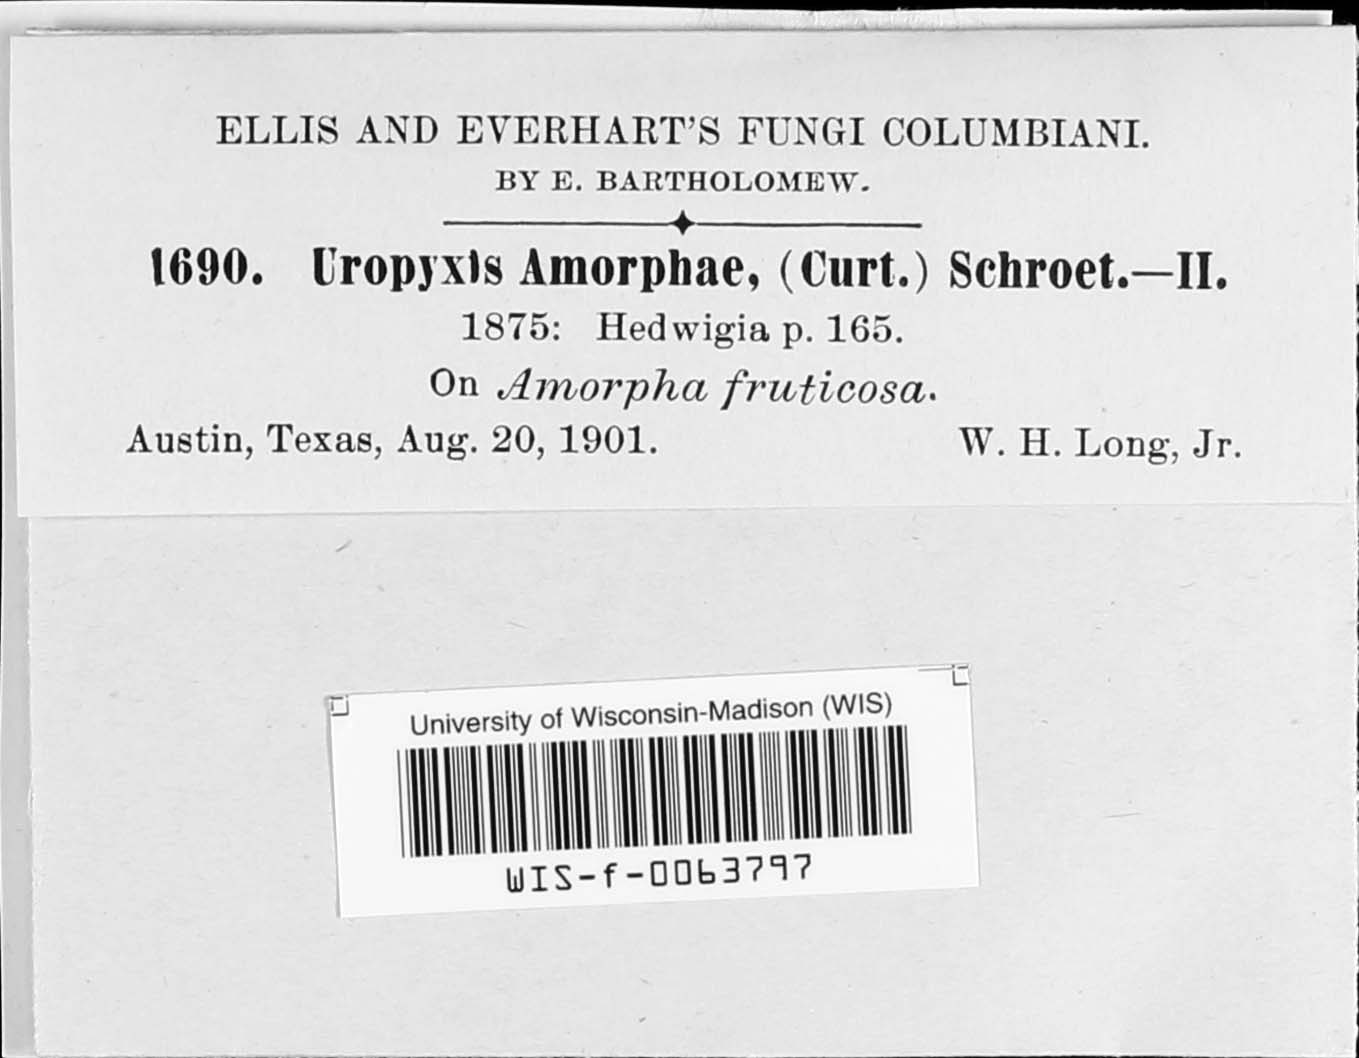 ELLIS AND EVERHART'S FUNGI COLUMBIANI.
BY E. BARTHOLOMEW.
1690. Uropyxis Amorphae, (Curt.) Schroet.—II.
1875: Hedwigia p. 165.
On Amorpha fruticosa.
Austin, Texas, Aug. 20, 1901. W. H. Long, Jr.
University of Wisconsin-Madison (WIS)
WIS-f-0063797